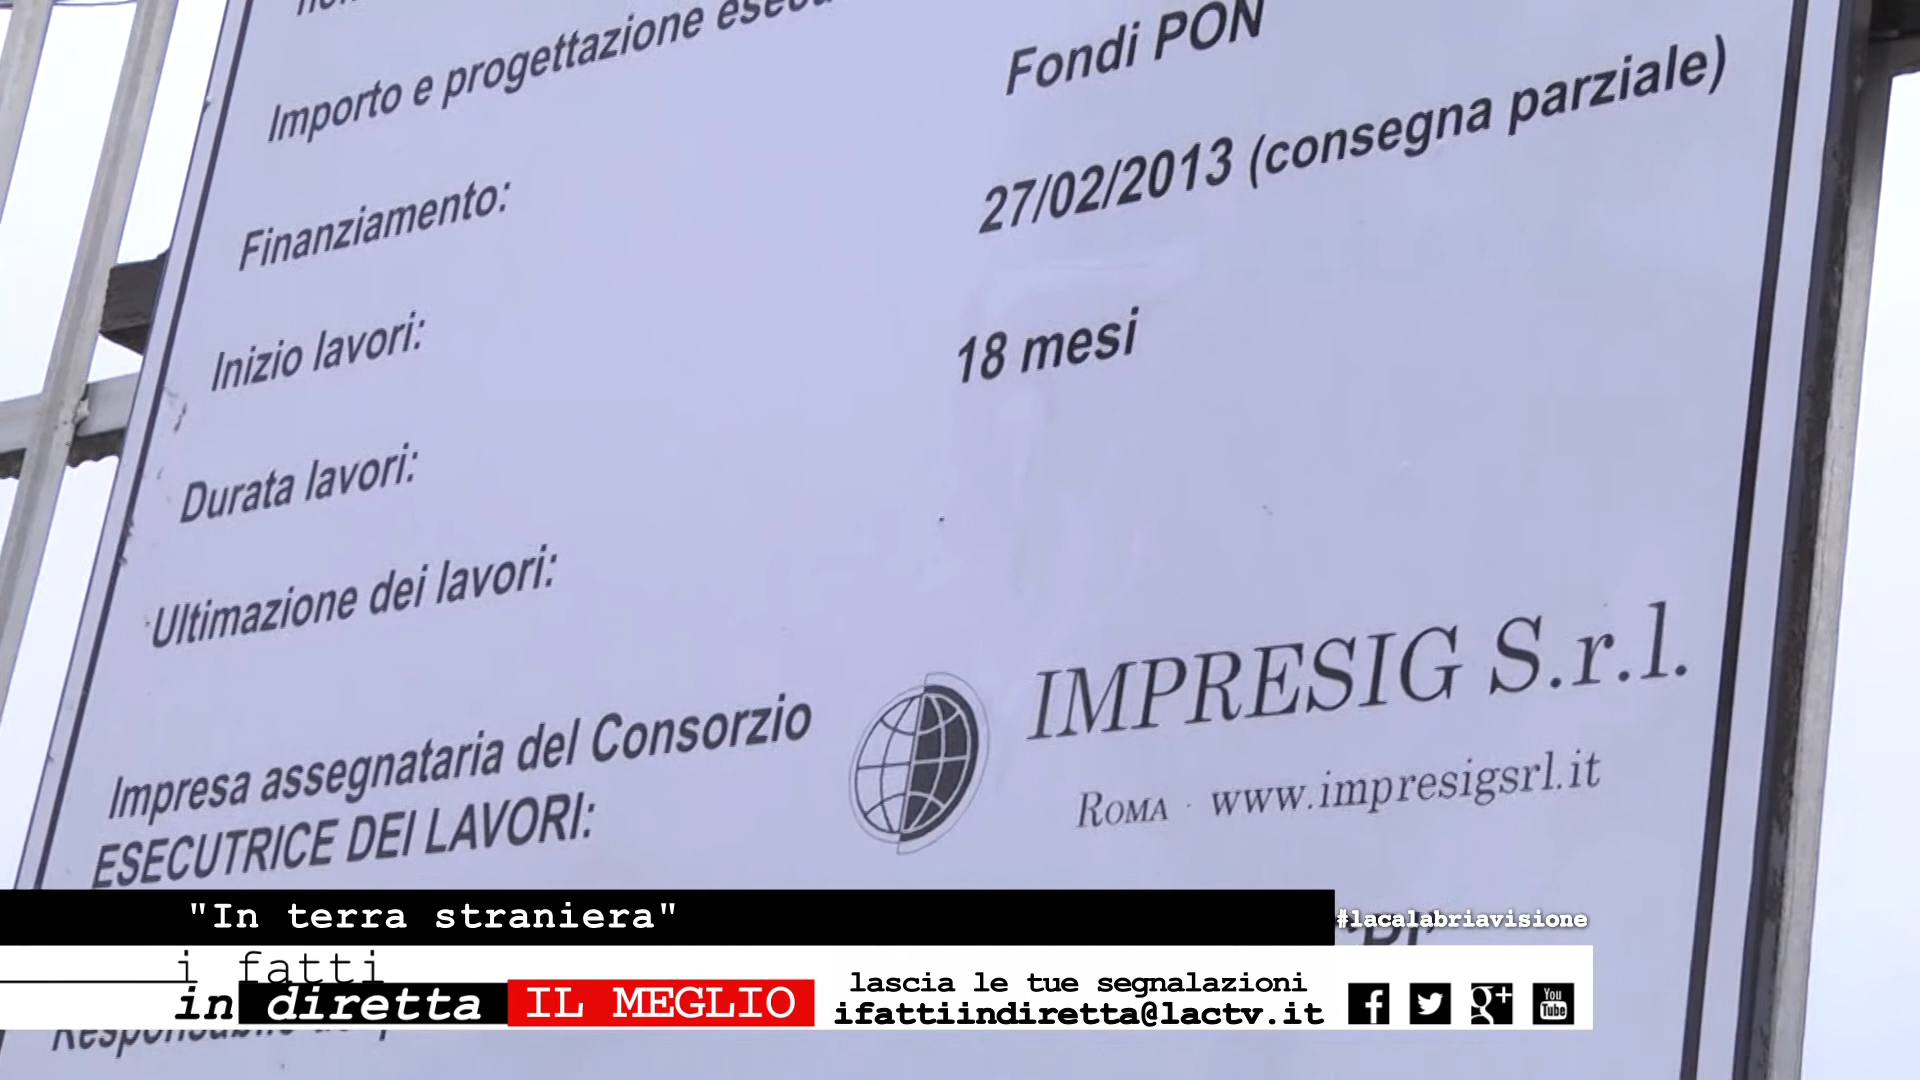 Importo e progettazione
Fondi PON
Finanziamento:
27/02/2013 (consegna parziale)
Inizio lavori:
18 mesi
Durata lavori:
Ultimazione dei lavori:
Impresa assegnataria del Consorzio
ESECUTRICE DEI LAVORI:
IMPRESIG S.r.l.
ROMA · www.impresigsrl.it
"In terra straniera"
#lacalabriavisione
i fatti
in diretta
IL MEGLIO
lascia le tue segnalazioni
ifattiindiretta@lactv.it
f
g+
You
Tube